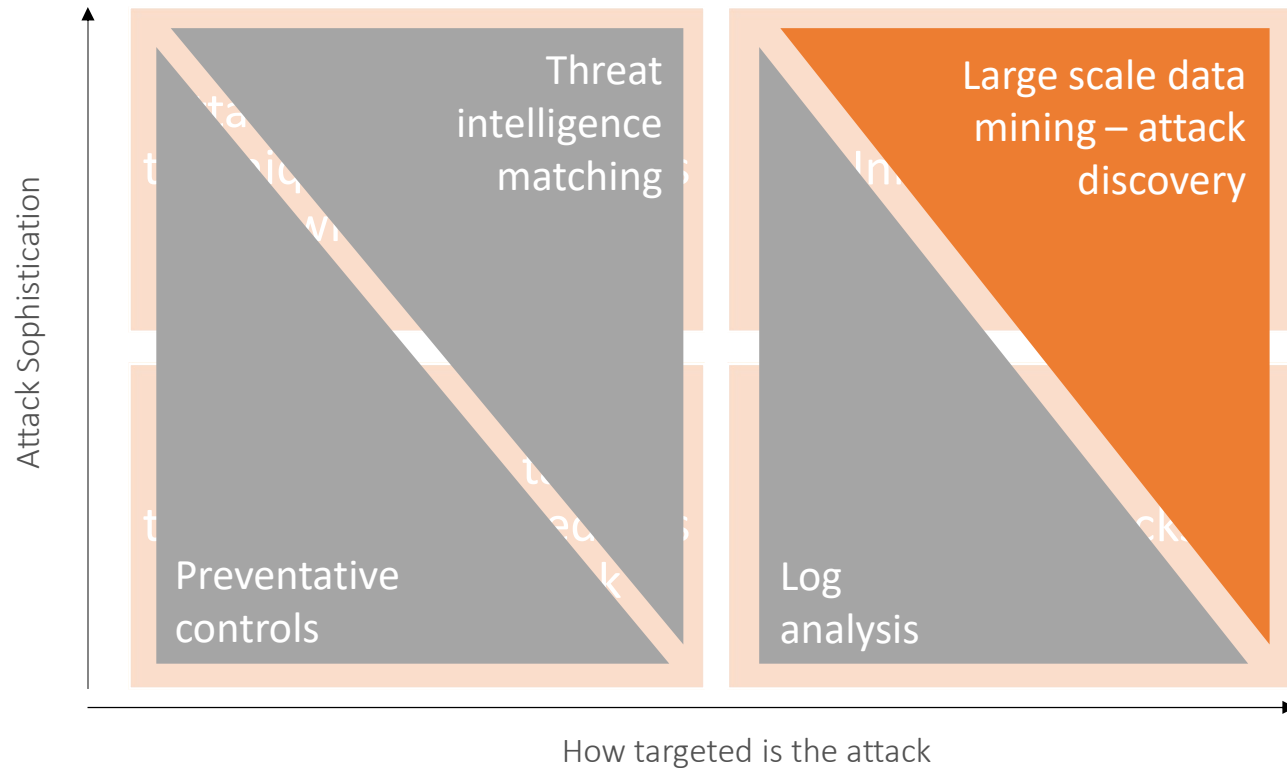 Threat
intelligence
matching
Large scale data
mining – attack
discovery
Attack Sophistication
Preventative
controls
Log
analysis
How targeted is the attack